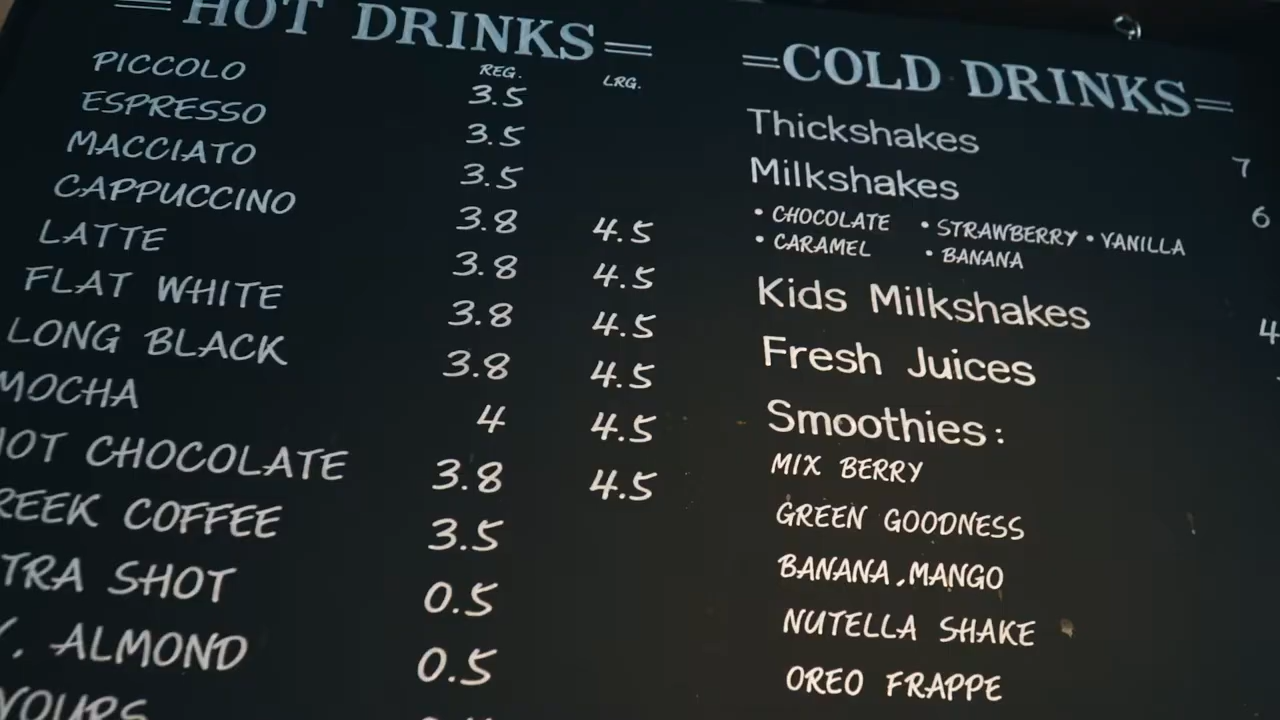 HOT DRINKS
REG. LRG.
PICCOLO 3.5
ESPRESSO 3.5
MACCIATO 3.5
CAPPUCCINO 3.8 4.5
LATTE 3.8 4.5
FLAT WHITE 3.8 4.5
LONG BLACK 3.8 4.5
MOCHA 4 4.5
HOT CHOCOLATE 3.8 4.5
REEK COFFEE 3.5
TRA SHOT 0.5
, ALMOND 0.5
VOURS
COLD DRINKS
Thickshakes 7
Milkshakes 6
• CHOCOLATE • STRAWBERRY • VANILLA
• CARAMEL • BANANA
Kids Milkshakes 4
Fresh Juices
Smoothies:
MIX BERRY
GREEN GOODNESS
BANANA, MANGO
NUTELLA SHAKE
OREO FRAPPE